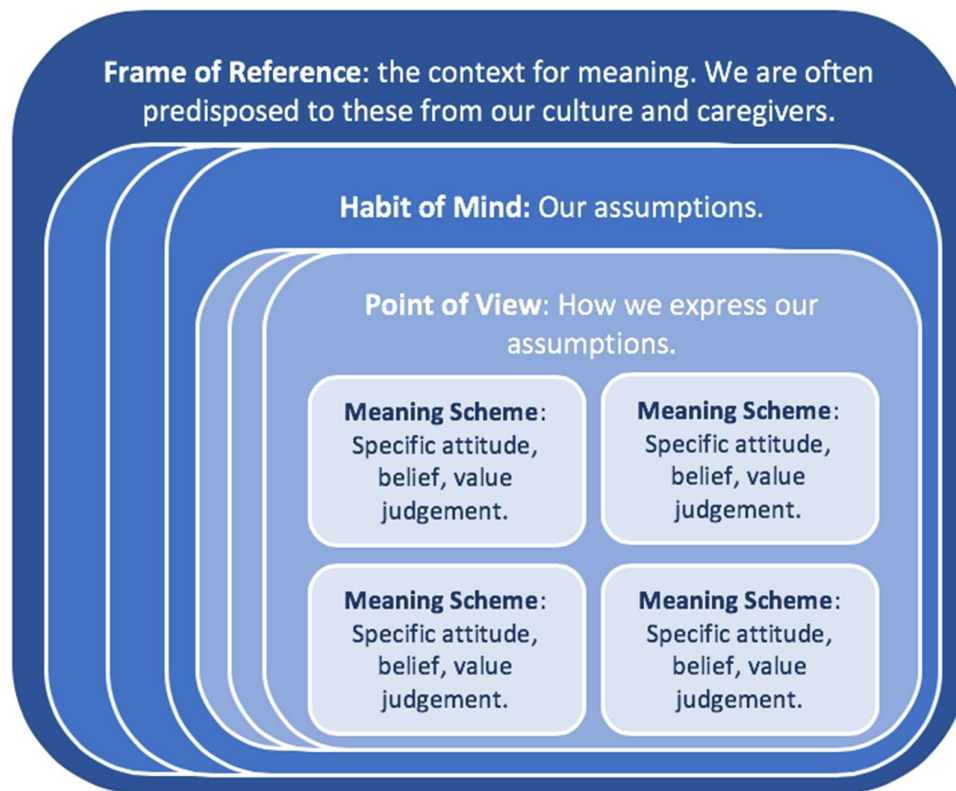 Frame of Reference: the context for meaning. We are often
predisposed to these from our culture and caregivers.
Habit of Mind: Our assumptions.
Point of View: How we express our
assumptions.
Meaning Scheme:
Specific attitude,
belief, value
judgement.
Meaning Scheme:
Specific attitude,
belief, value
judgement.
Meaning Scheme:
Specific attitude,
belief, value
judgement.
Meaning Scheme:
Specific attitude,
belief, value
judgement.